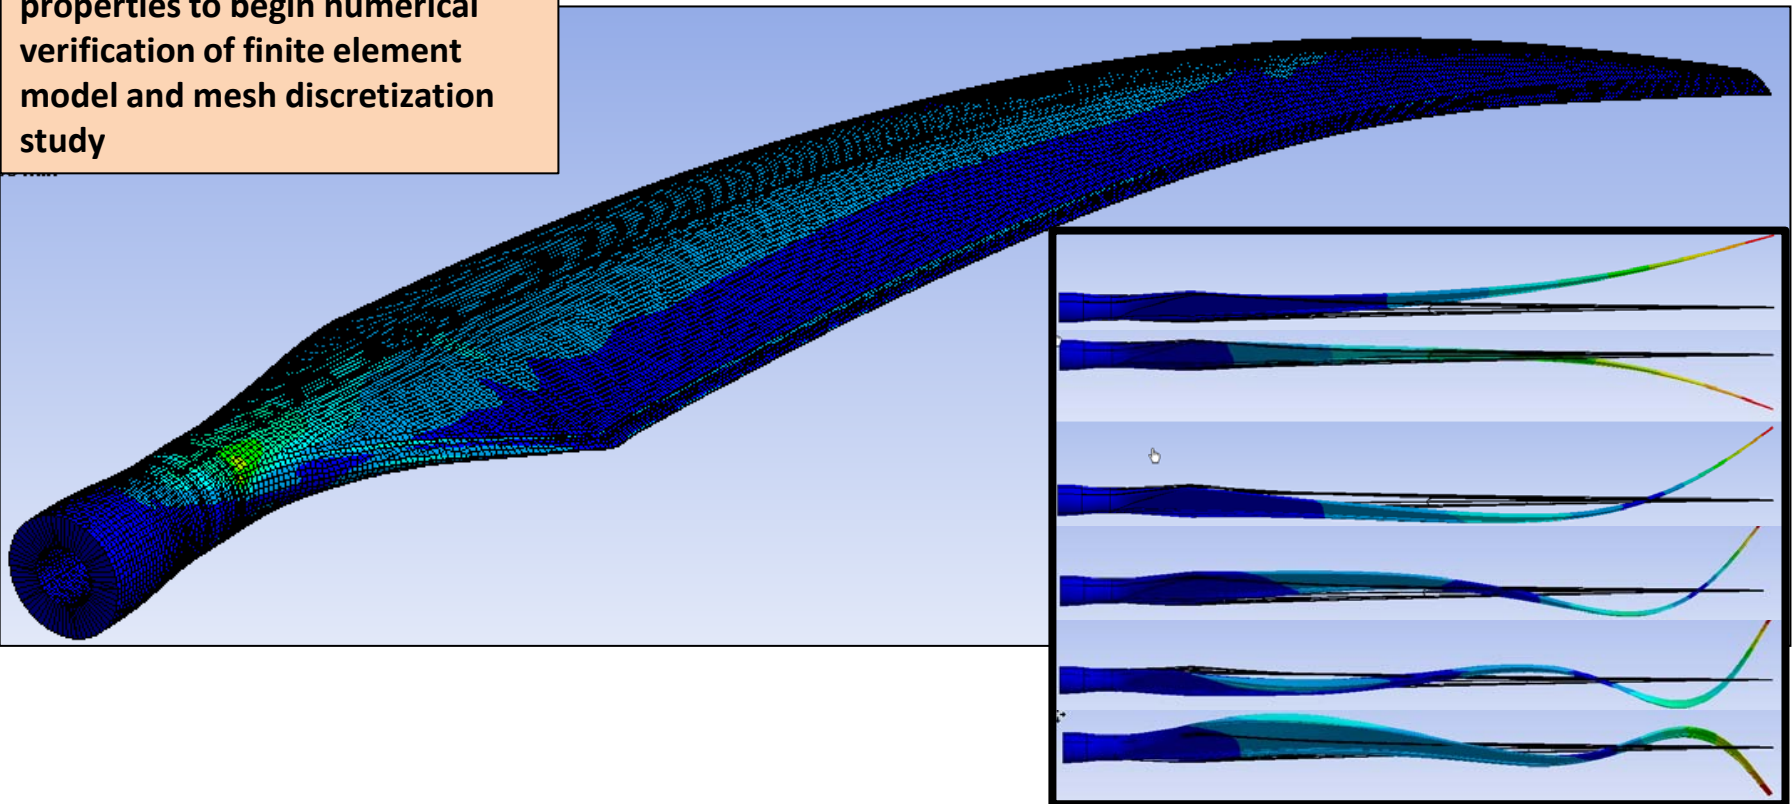 properties to begin numerical
verification of finite element
model and mesh discretization
study